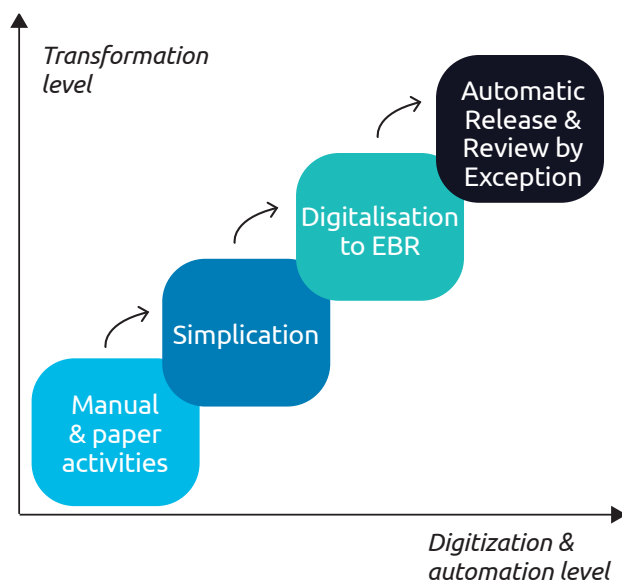 Transformation
level
Automatic
Release &
Review by
Exception
Digitalisation
to EBR
Simplication
Manual
& paper
activities
Digitization &
automation level